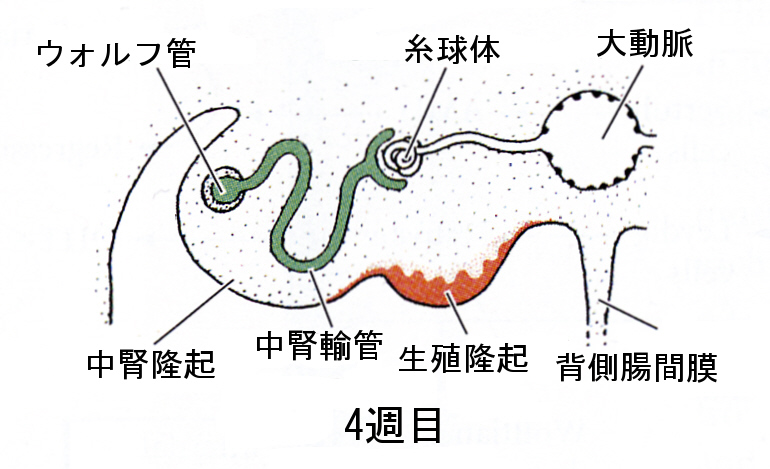 ウォルフ管
糸球体
大動脈
中腎隆起
中腎輸管
生殖隆起
背側腸間膜
4週目